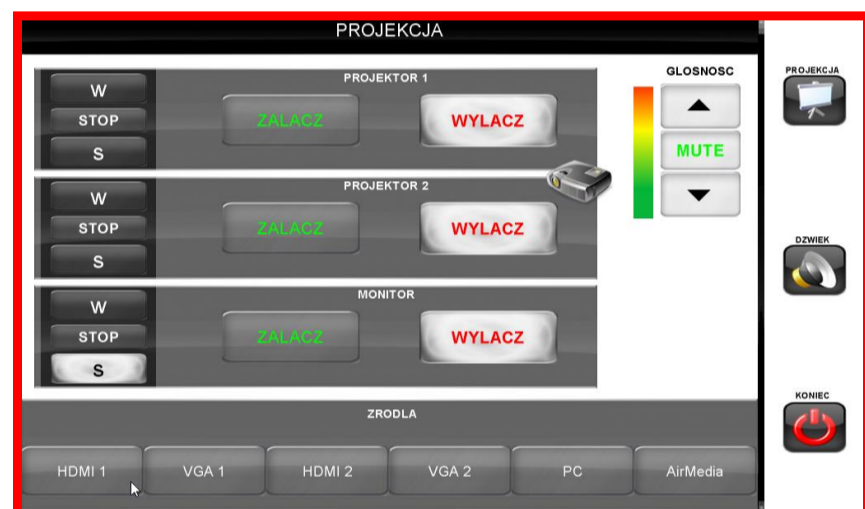 PROJEKCJA
PROJEKTOR 1
W
STOP
S
ZALACZ
WYLACZ
PROJEKTOR 2
W
STOP
S
ZALACZ
WYLACZ
MONITOR
W
STOP
S
ZALACZ
WYLACZ
GLOSNOSC
MUTE
ZRODLA
HDMI 1
VGA 1
HDMI 2
VGA 2
PC
AirMedia
PROJEKCJA
DZWIEK
KONIEC